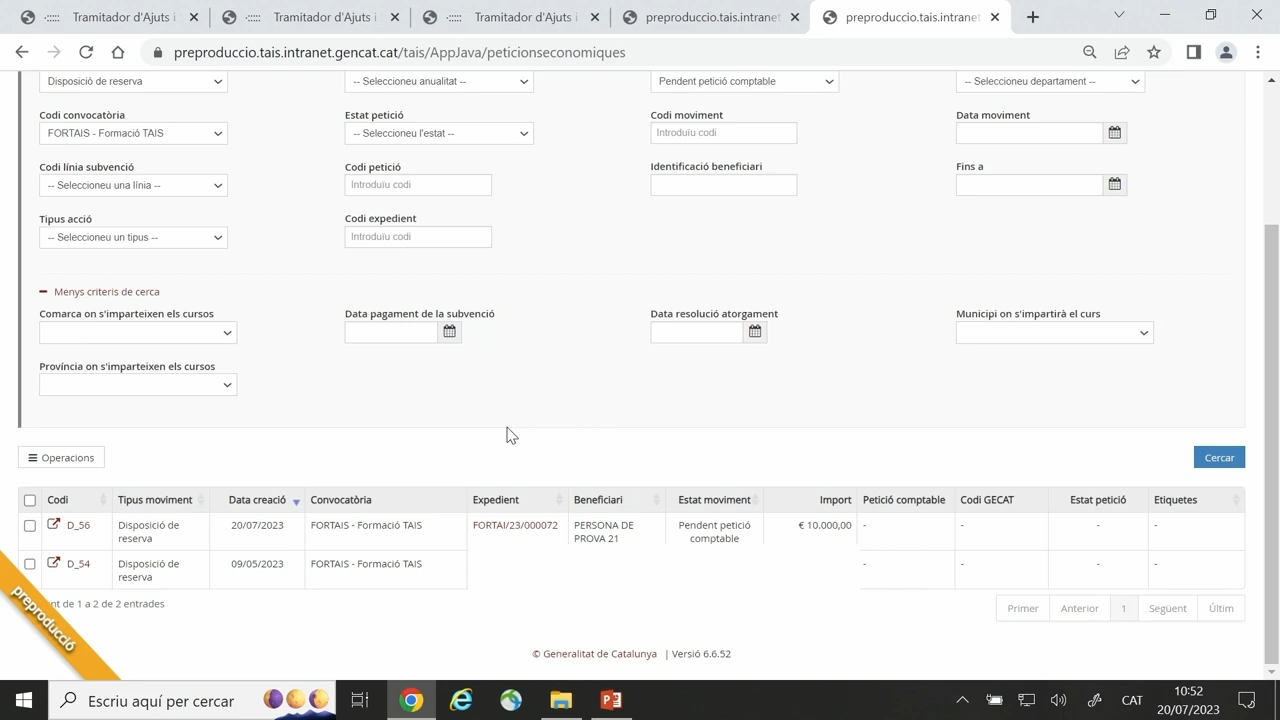 Tramitador d'Ajuts i
Tramitador d'Ajuts i
Tramitador d'Ajuts i
preproduccio.tais.intranet
preproduccio.tais.intranet
preproduccio.tais.intranet.gencat.cat/tais/AppJava/peticionseconomiques
Disposició de reserva
-- Seleccioneu anualitat --
Pendent petició comptable
-- Seleccioneu departament --
Codi convocatòria
Estat petició
Codi moviment
Data moviment
FORTAIS - Formació TAIS
-- Seleccioneu l'estat --
Introduïu codi
Codi línia subvenció
Codi petició
Identificació beneficiari
Fins a
-- Seleccioneu una línia --
Introduïu codi
Tipus acció
Codi expedient
-- Seleccioneu un tipus --
Introduïu codi
Menys criteris de cerca
Comarca on s'imparteixen els cursos
Data pagament de la subvenció
Data resolució atorgament
Municipi on s'impartirà el curs
Província on s'imparteixen els cursos
Operacions
Cercar
Codi Tipus moviment Data creació Convocatòria Expedient Beneficiari Estat moviment Import Petició comptable Codi GECAT Estat petició Etiquetes
D_56 Disposició de reserva 20/07/2023 FORTAIS - Formació TAIS FORTAI/23/000072 PERSONA DE PROVA 21 Pendent petició comptable € 10.000,00 - - - -
D_54 Disposició de reserva 09/05/2023 FORTAIS - Formació TAIS - - - -
nt de 1 a 2 de 2 entrades
Primer Anterior 1 Següent Últim
preproducció
© Generalitat de Catalunya | Versió 6.6.52
Escriu aquí per cercar
CAT
10:52
20/07/2023